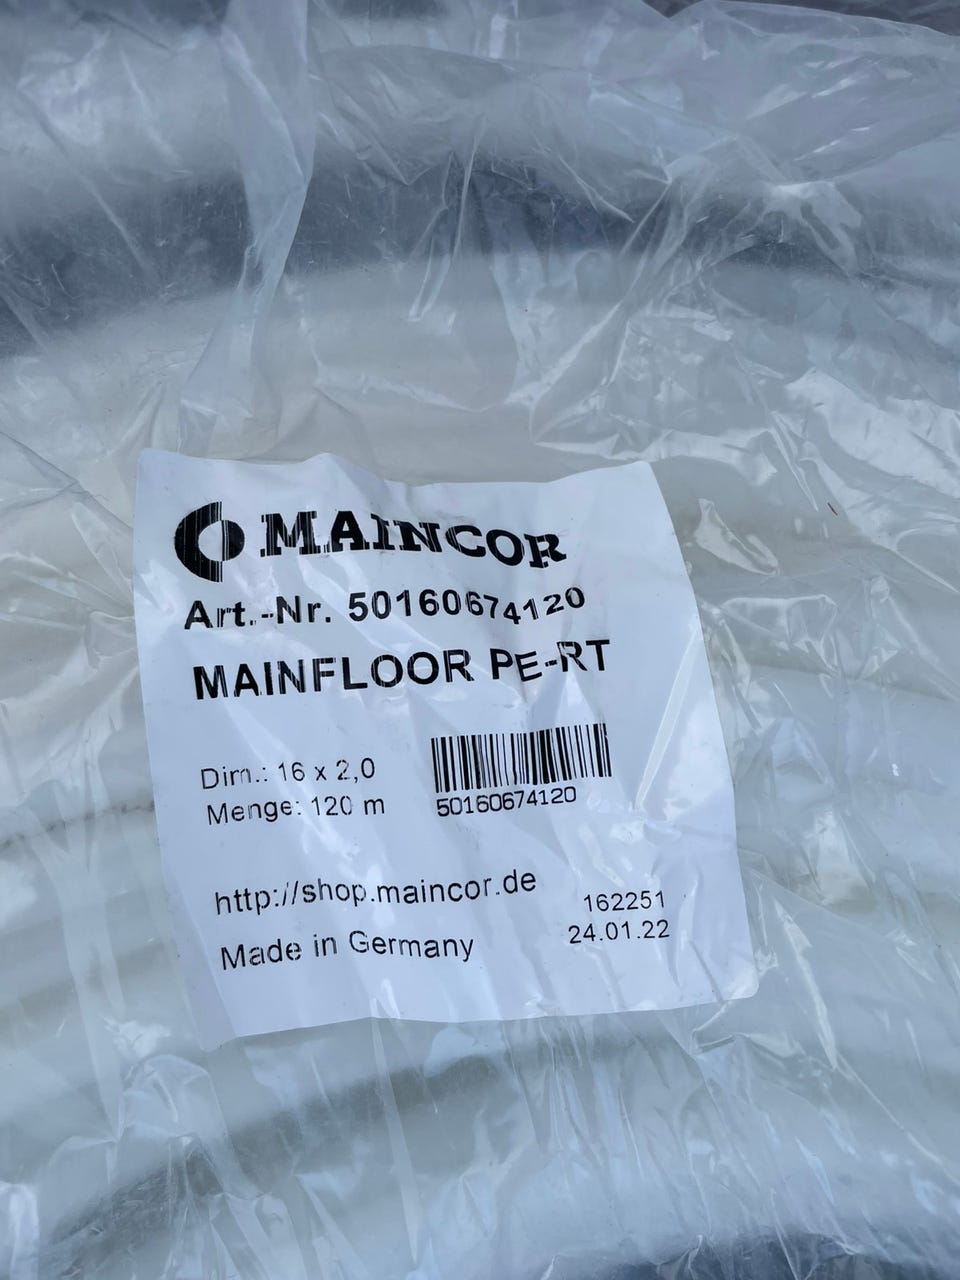 MAINCOR
Art.-Nr. 50160674120
MAINFLOOR PE-RT
Dim.: 16 x 2,0
Menge: 120 m
50160674120
http://shop.maincor.de
Made in Germany
162251
24.01.22